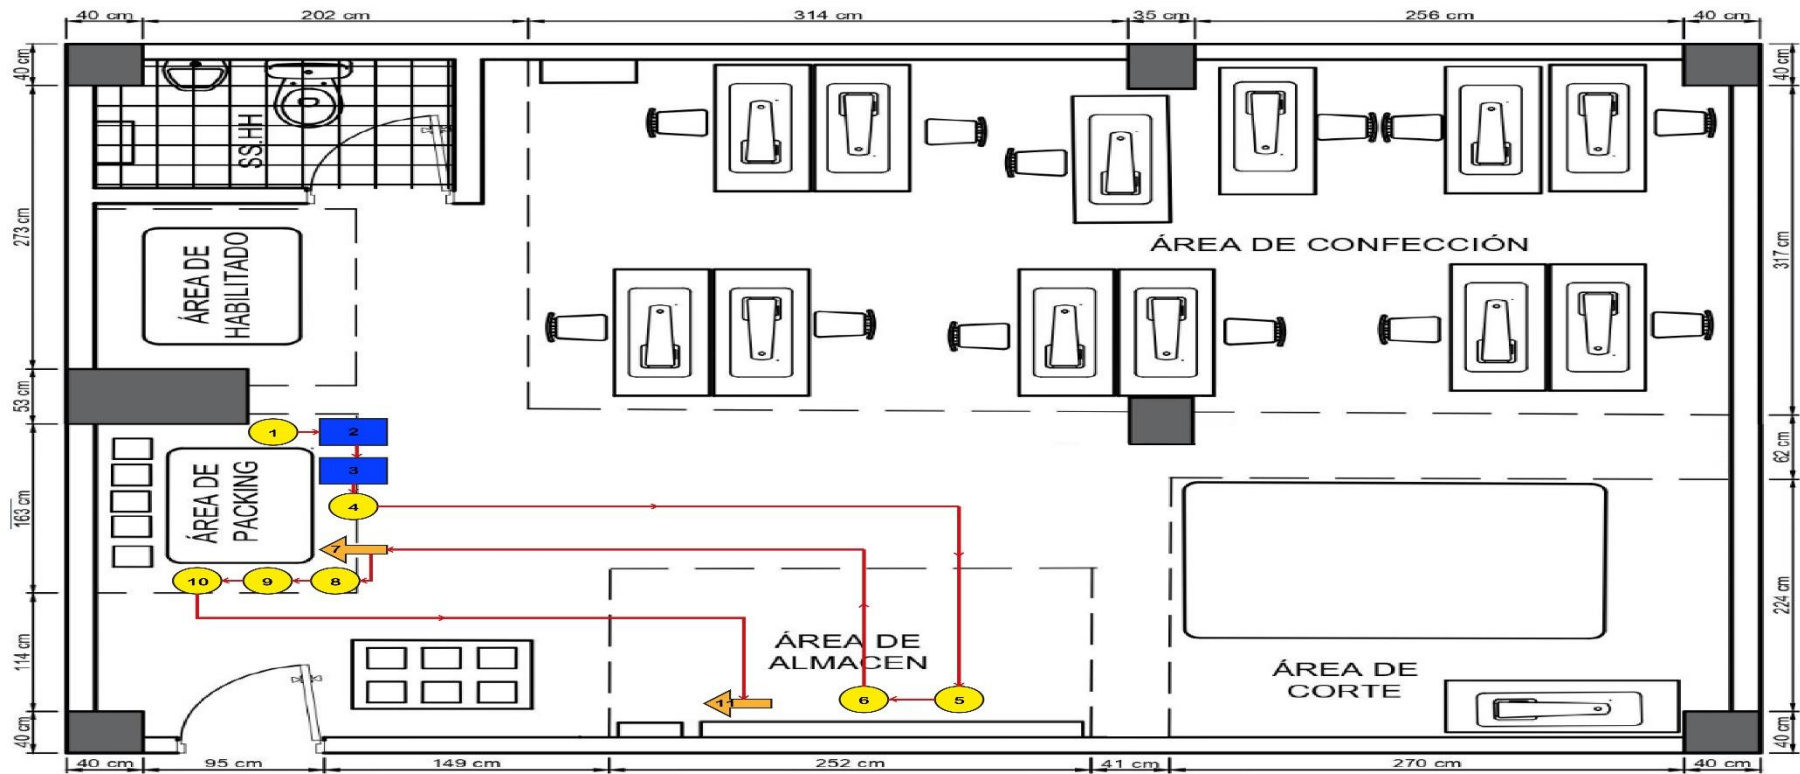 40 cm
202 cm
314 cm
35 cm
256 cm
40 cm
40 cm
273 cm
53 cm
163 cm
114 cm
40 cm
40 cm
317 cm
62 cm
224 cm
40 cm
SS.HH
ÁREA DE
HABILITADO
ÁREA DE CONFECCIÓN
1
2
3
4
ÁREA DE
PACKING
7
10
9
8
ÁREA DE
ALMACEN
11
6
5
ÁREA DE
CORTE
40 cm
95 cm
149 cm
252 cm
41 cm
270 cm
40 cm